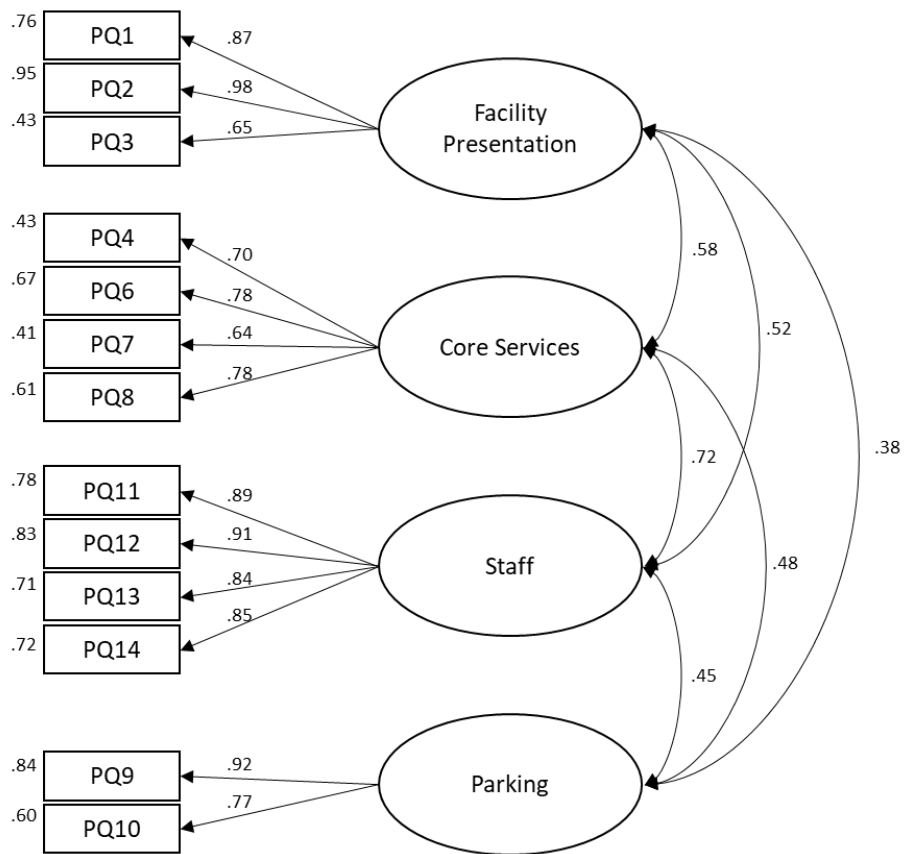 .76
PQ1
.87
.95
PQ2
.98
.43
PQ3
.65
Facility
Presentation
.43
PQ4
.70
.67
PQ6
.78
.41
PQ7
.64
.61
PQ8
.78
Core Services
.78
PQ11
.89
.83
PQ12
.91
.71
PQ13
.84
.72
PQ14
.85
Staff
.84
PQ9
.92
.60
PQ10
.77
Parking
.58
.52
.38
.72
.48
.45